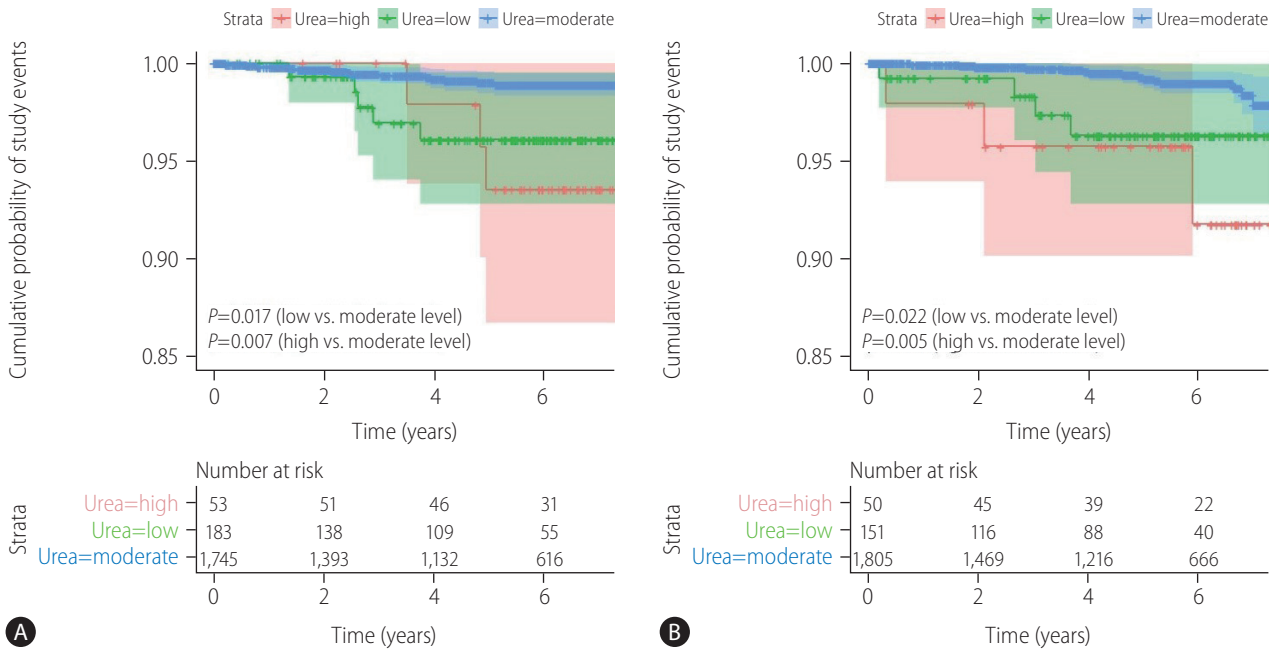 Strata Urea=high Urea=low Urea=moderate
Cumulative probability of study events
1.00
0.95
0.90
0.85
P=0.017 (low vs. moderate level)
P=0.007 (high vs. moderate level)
0 2 4 6
Time (years)
Number at risk
Strata
Urea=high 53 51 46 31
Urea=low 183 138 109 55
Urea=moderate 1,745 1,393 1,132 616
0 2 4 6
Time (years)
A
Strata Urea=high Urea=low Urea=moderate
Cumulative probability of study events
1.00
0.95
0.90
0.85
P=0.022 (low vs. moderate level)
P=0.005 (high vs. moderate level)
0 2 4 6
Time (years)
Number at risk
Strata
Urea=high 50 45 39 22
Urea=low 151 116 88 40
Urea=moderate 1,805 1,469 1,216 666
0 2 4 6
Time (years)
B